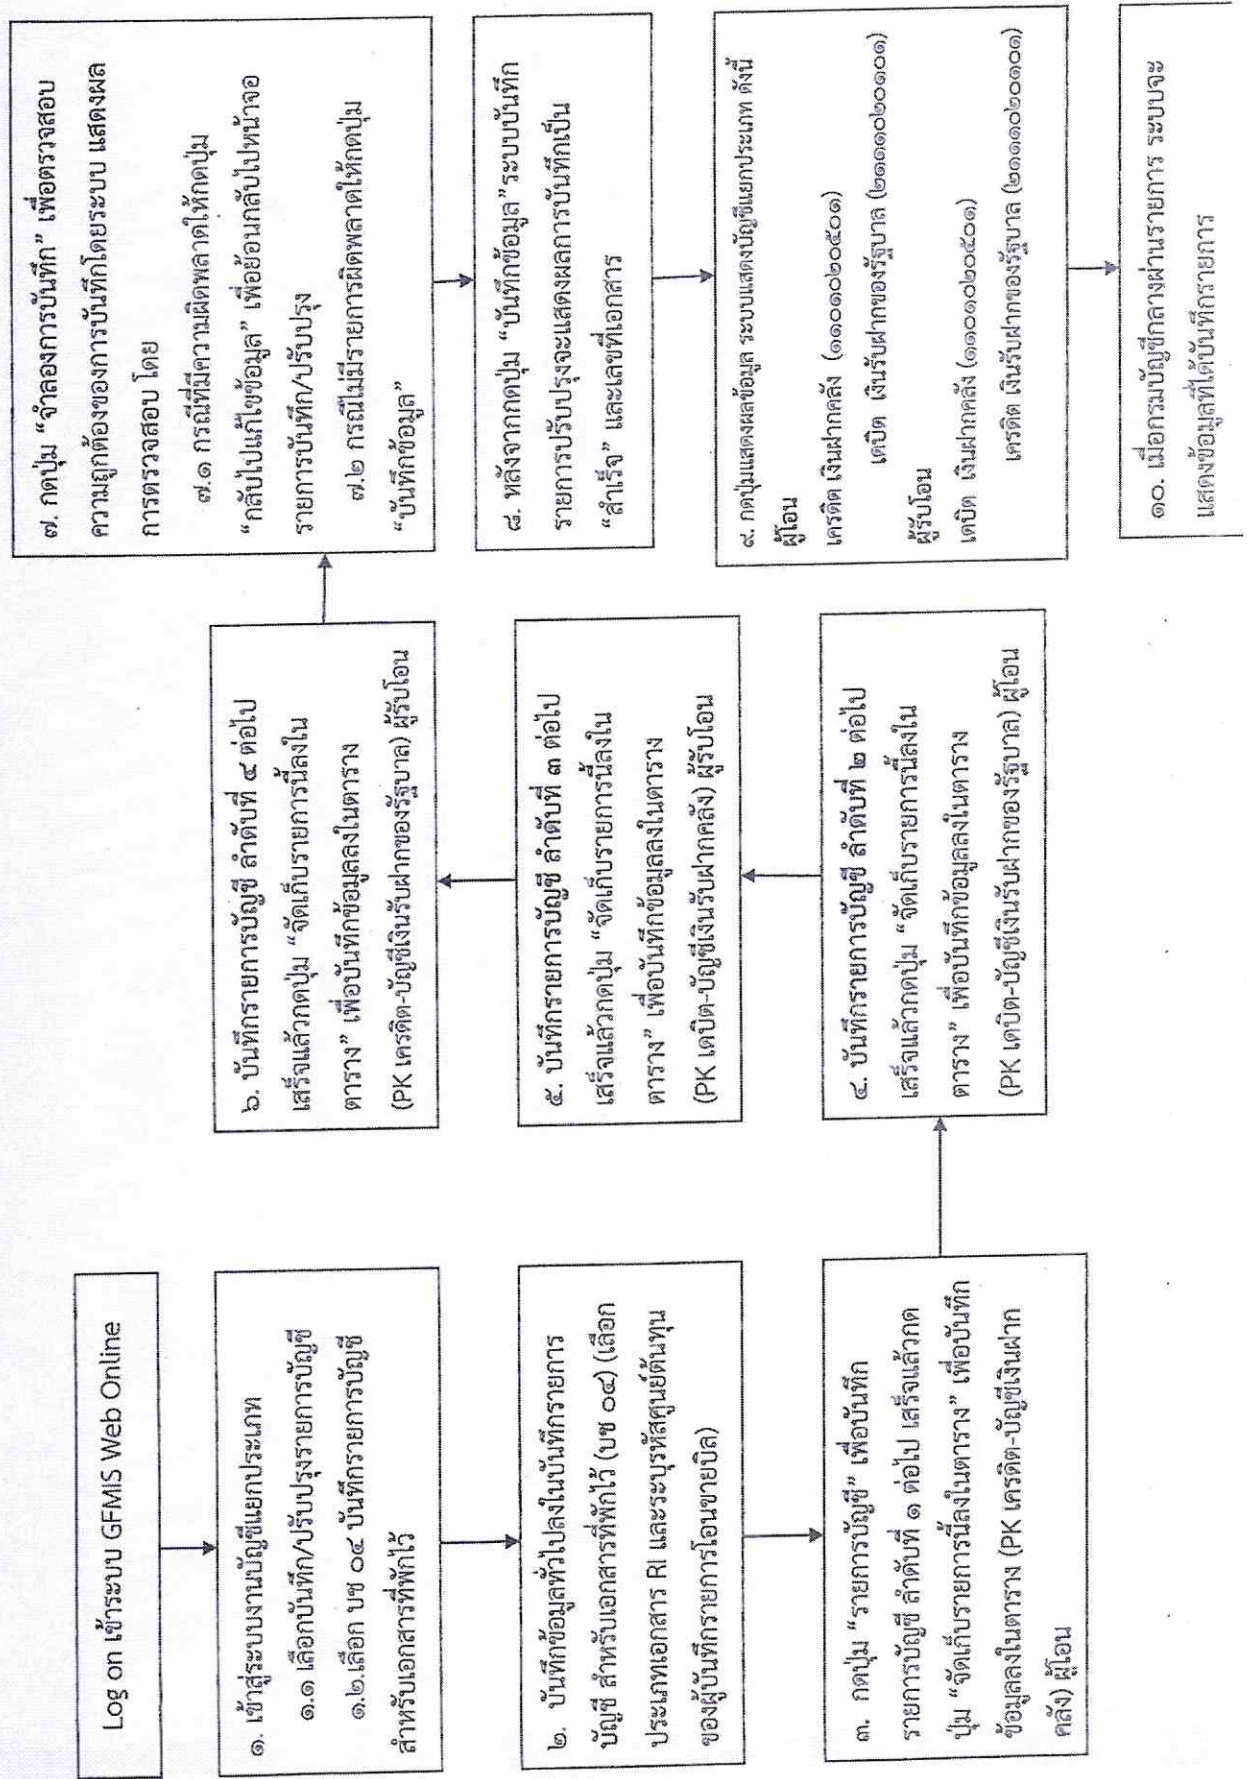 Log on เข้าระบบ GFMIS Web Online
๑. เข้าสู่ระบบงานบัญชีแยกประเภท
๑.๑ เลือกบันทึก/ปรับปรุงรายการบัญชี
๑.๒.เลือก บช ๐๔ บันทึกรายการบัญชี
สำหรับเอกสารที่พักไว้
๒. บันทึกข้อมูลทั่วไปลงในบันทึกรายการ
บัญชี สำหรับเอกสารที่พักไว้ (บช ๐๔) (เลือก
ประเภทเอกสาร RI และระบุรหัสศูนย์ต้นทุน
ของผู้บันทึกรายการโอนขายบิล)
๓. กดปุ่ม “รายการบัญชี” เพื่อบันทึก
รายการบัญชี ลำดับที่ ๑ ต่อไป เสร็จแล้วกด
ปุ่ม “จัดเก็บรายการนี้ลงในตาราง” เพื่อบันทึก
ข้อมูลลงในตาราง (PK เครดิต-บัญชีเงินฝาก
คลัง) ผู้โอน
๔. บันทึกรายการบัญชี ลำดับที่ ๒ ต่อไป
เสร็จแล้วกดปุ่ม “จัดเก็บรายการนี้ลงใน
ตาราง” เพื่อบันทึกข้อมูลลงในตาราง
(PK เดบิต-บัญชีเงินรับฝากของรัฐบาล) ผู้โอน
๕. บันทึกรายการบัญชี ลำดับที่ ๓ ต่อไป
เสร็จแล้วกดปุ่ม “จัดเก็บรายการนี้ลงใน
ตาราง” เพื่อบันทึกข้อมูลลงในตาราง
(PK เดบิต-บัญชีเงินรับฝากคลัง) ผู้รับโอน
๖. บันทึกรายการบัญชี ลำดับที่ ๔ ต่อไป
เสร็จแล้วกดปุ่ม “จัดเก็บรายการนี้ลงใน
ตาราง” เพื่อบันทึกข้อมูลลงในตาราง
(PK เครดิต-บัญชีเงินรับฝากของรัฐบาล) ผู้รับโอน
๗. กดปุ่ม “จำลองการบันทึก” เพื่อตรวจสอบ
ความถูกต้องของการบันทึกโดยระบบ แสดงผล
การตรวจสอบ โดย
๗.๑ กรณีที่มีความผิดพลาดให้กดปุ่ม
“กลับไปแก้ไขข้อมูล” เพื่อย้อนกลับไปหน้าจอ
รายการบันทึก/ปรับปรุง
๗.๒ กรณีไม่มีรายการผิดพลาดให้กดปุ่ม
“บันทึกข้อมูล”
๘. หลังจากกดปุ่ม “บันทึกข้อมูล”ระบบบันทึก
รายการปรับปรุงจะแสดงผลการบันทึกเป็น
“สำเร็จ” และเลขที่เอกสาร
๙. กดปุ่มแสดงผลข้อมูล ระบบแสดงบัญชีแยกประเภท ดังนี้
ผู้โอน
เครดิต เงินฝากคลัง (๑๑๐๑๐๒๐๕๐๑)
เดบิต เงินรับฝากของรัฐบาล (๒๑๑๑๐๒๐๑๐๑)
ผู้รับโอน
เดบิต เงินฝากคลัง (๑๑๐๑๐๒๐๕๐๑)
เครดิต เงินรับฝากของรัฐบาล (๒๑๑๑๐๒๐๑๐๑)
๑๐. เมื่อกรมบัญชีกลางผ่านรายการ ระบบจะ
แสดงข้อมูลที่ได้บันทึกรายการ